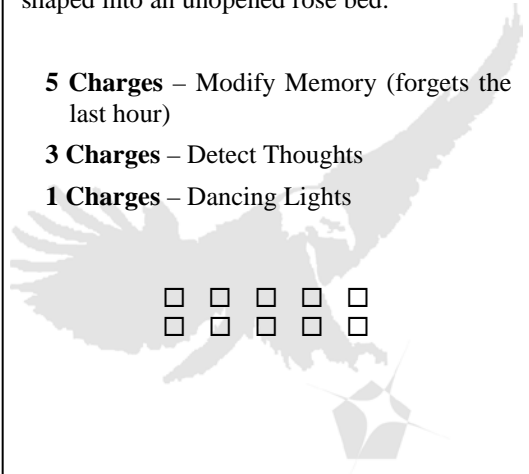 shaped into an unopened rose bed.
5 Charges – Modify Memory (forgets the
last hour)
3 Charges – Detect Thoughts
1 Charges – Dancing Lights
□ □ □ □ □
□ □ □ □ □